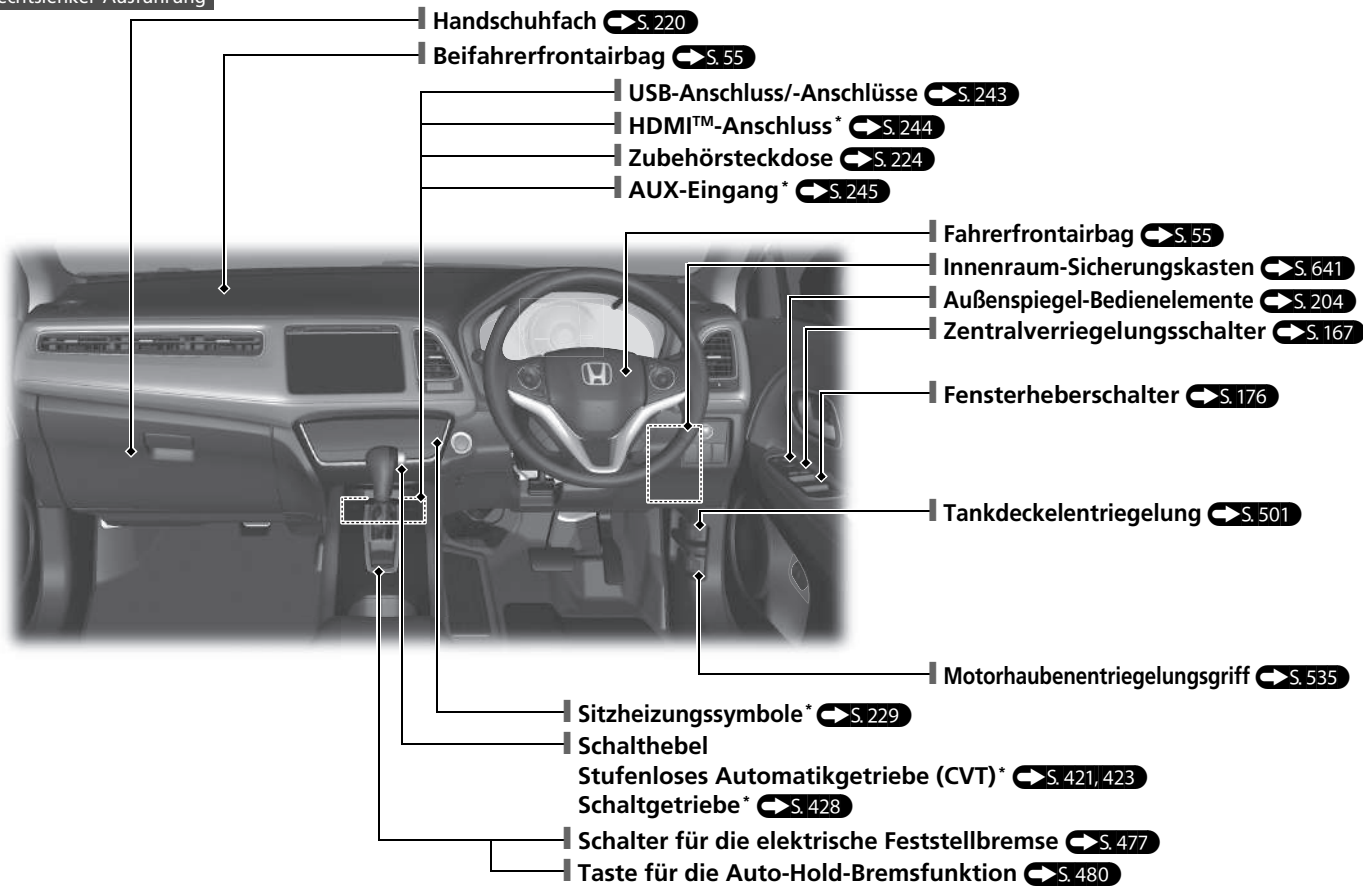 Handschuhfach S. 220
Beifahrerfrontairbag S. 55
USB-Anschluss/-Anschlüsse S. 243
HDMI™-Anschluss* S. 244
Zubehörsteckdose S. 224
AUX-Eingang* S. 245
Fahrerfrontairbag S. 55
Innenraum-Sicherungskasten S. 641
Außenspiegel-Bedienelemente S. 204
Zentralverriegelungsschalter S. 167
Fensterheberschalter S. 176
Tankdeckelentriegelung S. 501
Motorhaubenentriegelungsgriff S. 535
Sitzheizungssymbole* S. 229
Schalthebel
Stufenloses Automatikgetriebe (CVT)* S. 421, 423
Schaltgetriebe* S. 428
Schalter für die elektrische Feststellbremse S. 477
Taste für die Auto-Hold-Bremsfunktion S. 480